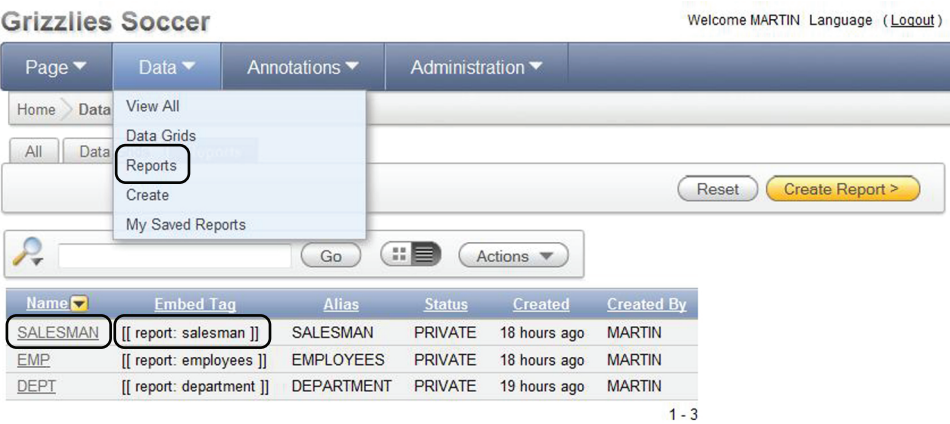 Grizzlies Soccer
Welcome MARTIN Language ( Logout )
Page Data Annotations Administration
Home Data
View All
Data Grids
All Data
Reports
Create
My Saved Reports
Reset Create Report >
Go Actions
Name Embed Tag Alias Status Created Created By
SALESMAN [[ report: salesman ]] SALESMAN PRIVATE 18 hours ago MARTIN
EMP [[ report: employees ]] EMPLOYEES PRIVATE 18 hours ago MARTIN
DEPT [[ report: department ]] DEPARTMENT PRIVATE 19 hours ago MARTIN
1 - 3